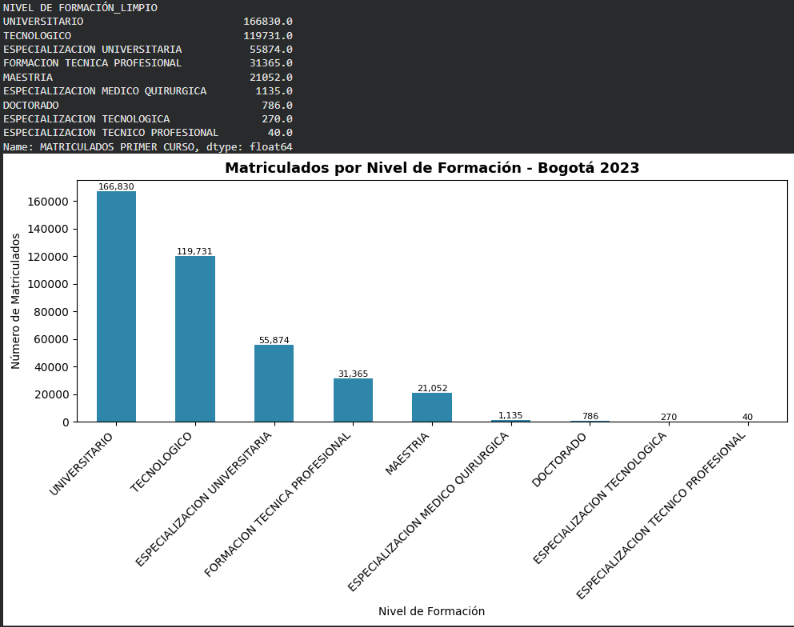 NIVEL DE FORMACIÓN_LIMPIO
UNIVERSITARIO 166830.0
TECNOLOGICO 119731.0
ESPECIALIZACION UNIVERSITARIA 55874.0
FORMACION TECNICA PROFESIONAL 31365.0
MAESTRIA 21052.0
ESPECIALIZACION MEDICO QUIRURGICA 1135.0
DOCTORADO 786.0
ESPECIALIZACION TECNOLOGICA 270.0
ESPECIALIZACION TECNICO PROFESIONAL 40.0
Name: MATRICULADOS PRIMER CURSO, dtype: float64
Matriculados por Nivel de Formación - Bogotá 2023
Número de Matriculados
160000
140000
120000
100000
80000
60000
40000
20000
0
166,830
119,731
55,874
31,365
21,052
1,135
786
270
40
UNIVERSITARIO
TECNOLOGICO
ESPECIALIZACION UNIVERSITARIA
FORMACION TECNICA PROFESIONAL
MAESTRIA
ESPECIALIZACION MEDICO QUIRURGICA
DOCTORADO
ESPECIALIZACION TECNOLOGICA
ESPECIALIZACION TECNICO PROFESIONAL
Nivel de Formación